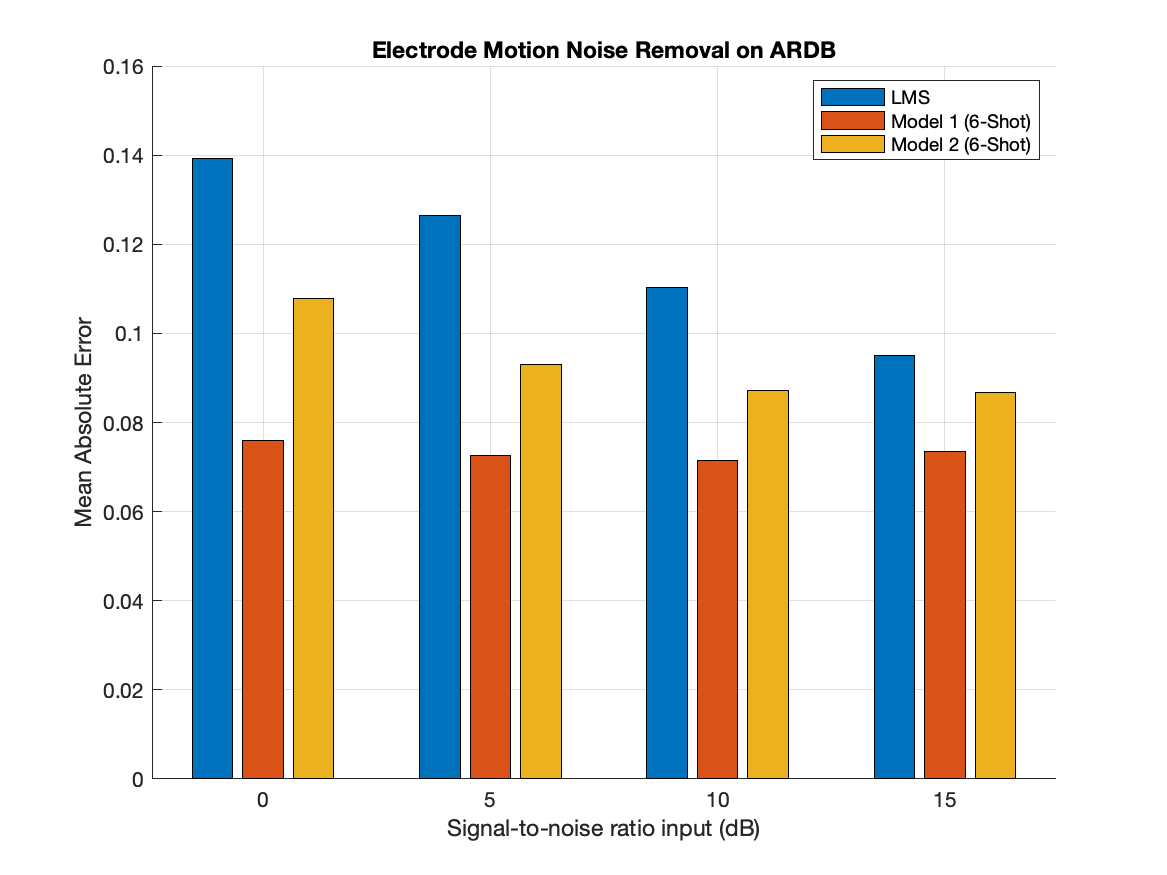 Electrode Motion Noise Removal on ARDB
LMS
Model 1 (6-Shot)
Model 2 (6-Shot)
Mean Absolute Error
0.16
0.14
0.12
0.1
0.08
0.06
0.04
0.02
0
0 5 10 15
Signal-to-noise ratio input (dB)